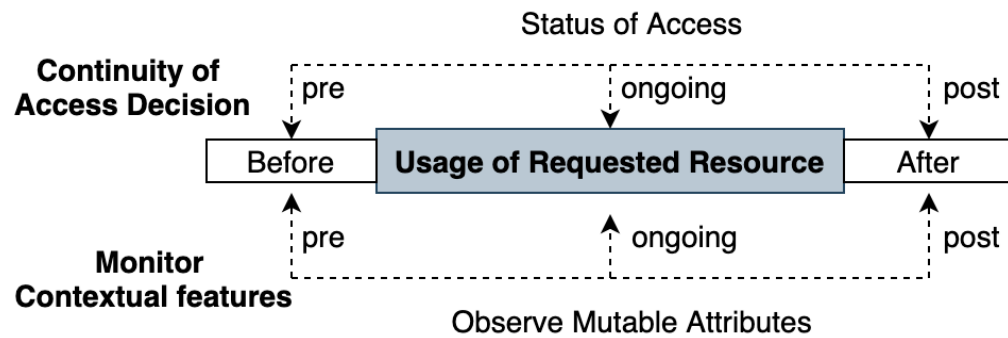 Status of Access
Continuity of
Access Decision
pre
ongoing
post
Before
Usage of Requested Resource
After
pre
ongoing
post
Monitor
Contextual features
Observe Mutable Attributes